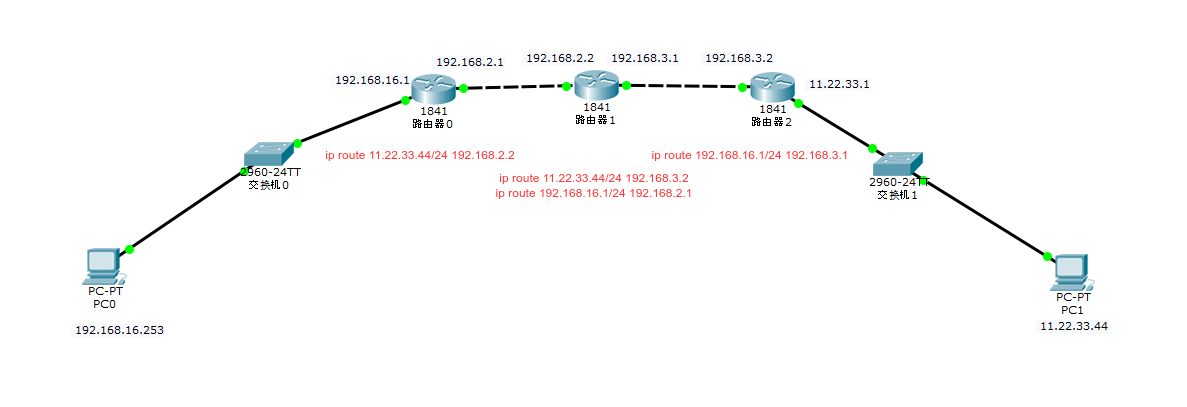 192.168.2.1
192.168.2.2
192.168.3.1
192.168.3.2
192.168.16.1
11.22.33.1
1841
路由器0
1841
路由器1
1841
路由器2
ip route 11.22.33.44/24 192.168.2.2
ip route 192.168.16.1/24 192.168.3.1
ip route 11.22.33.44/24 192.168.3.2
ip route 192.168.16.1/24 192.168.2.1
2960-24TT
交换机0
2960-24TT
交换机1
PC-PT
PC0
192.168.16.253
PC-PT
PC1
11.22.33.44